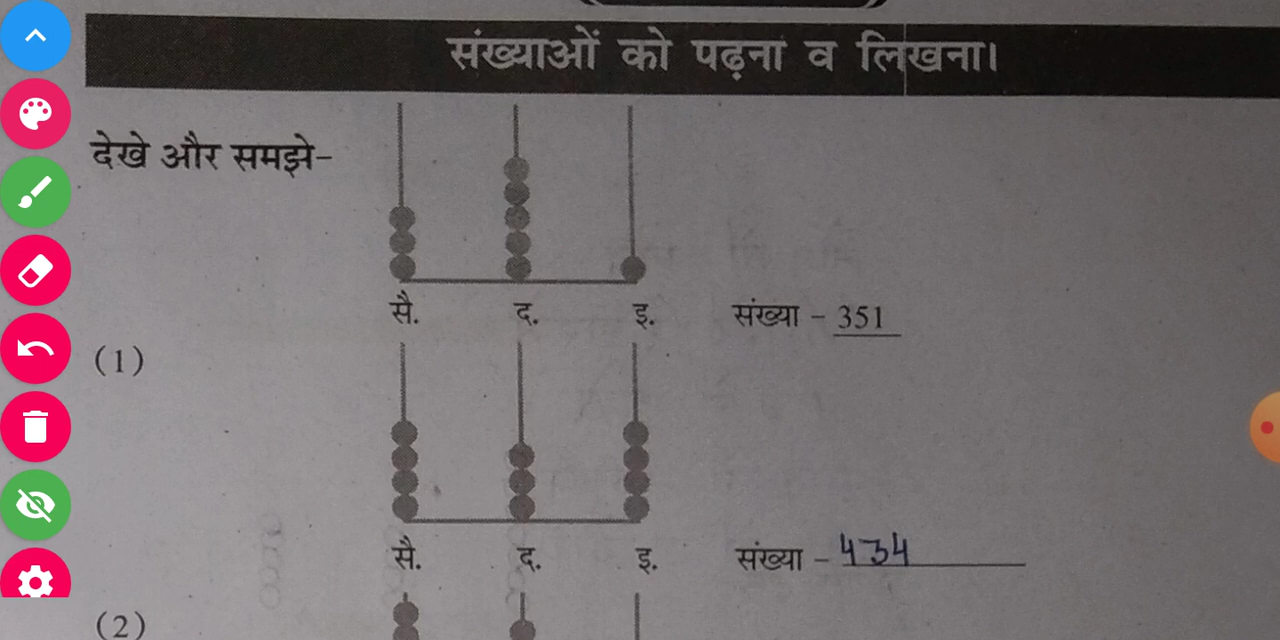 संख्याओं को पढ़ना व लिखना।
देखे और समझे-
सै. द. इ. संख्या - 351
(1)
सै. द. इ. संख्या - 434
(2)